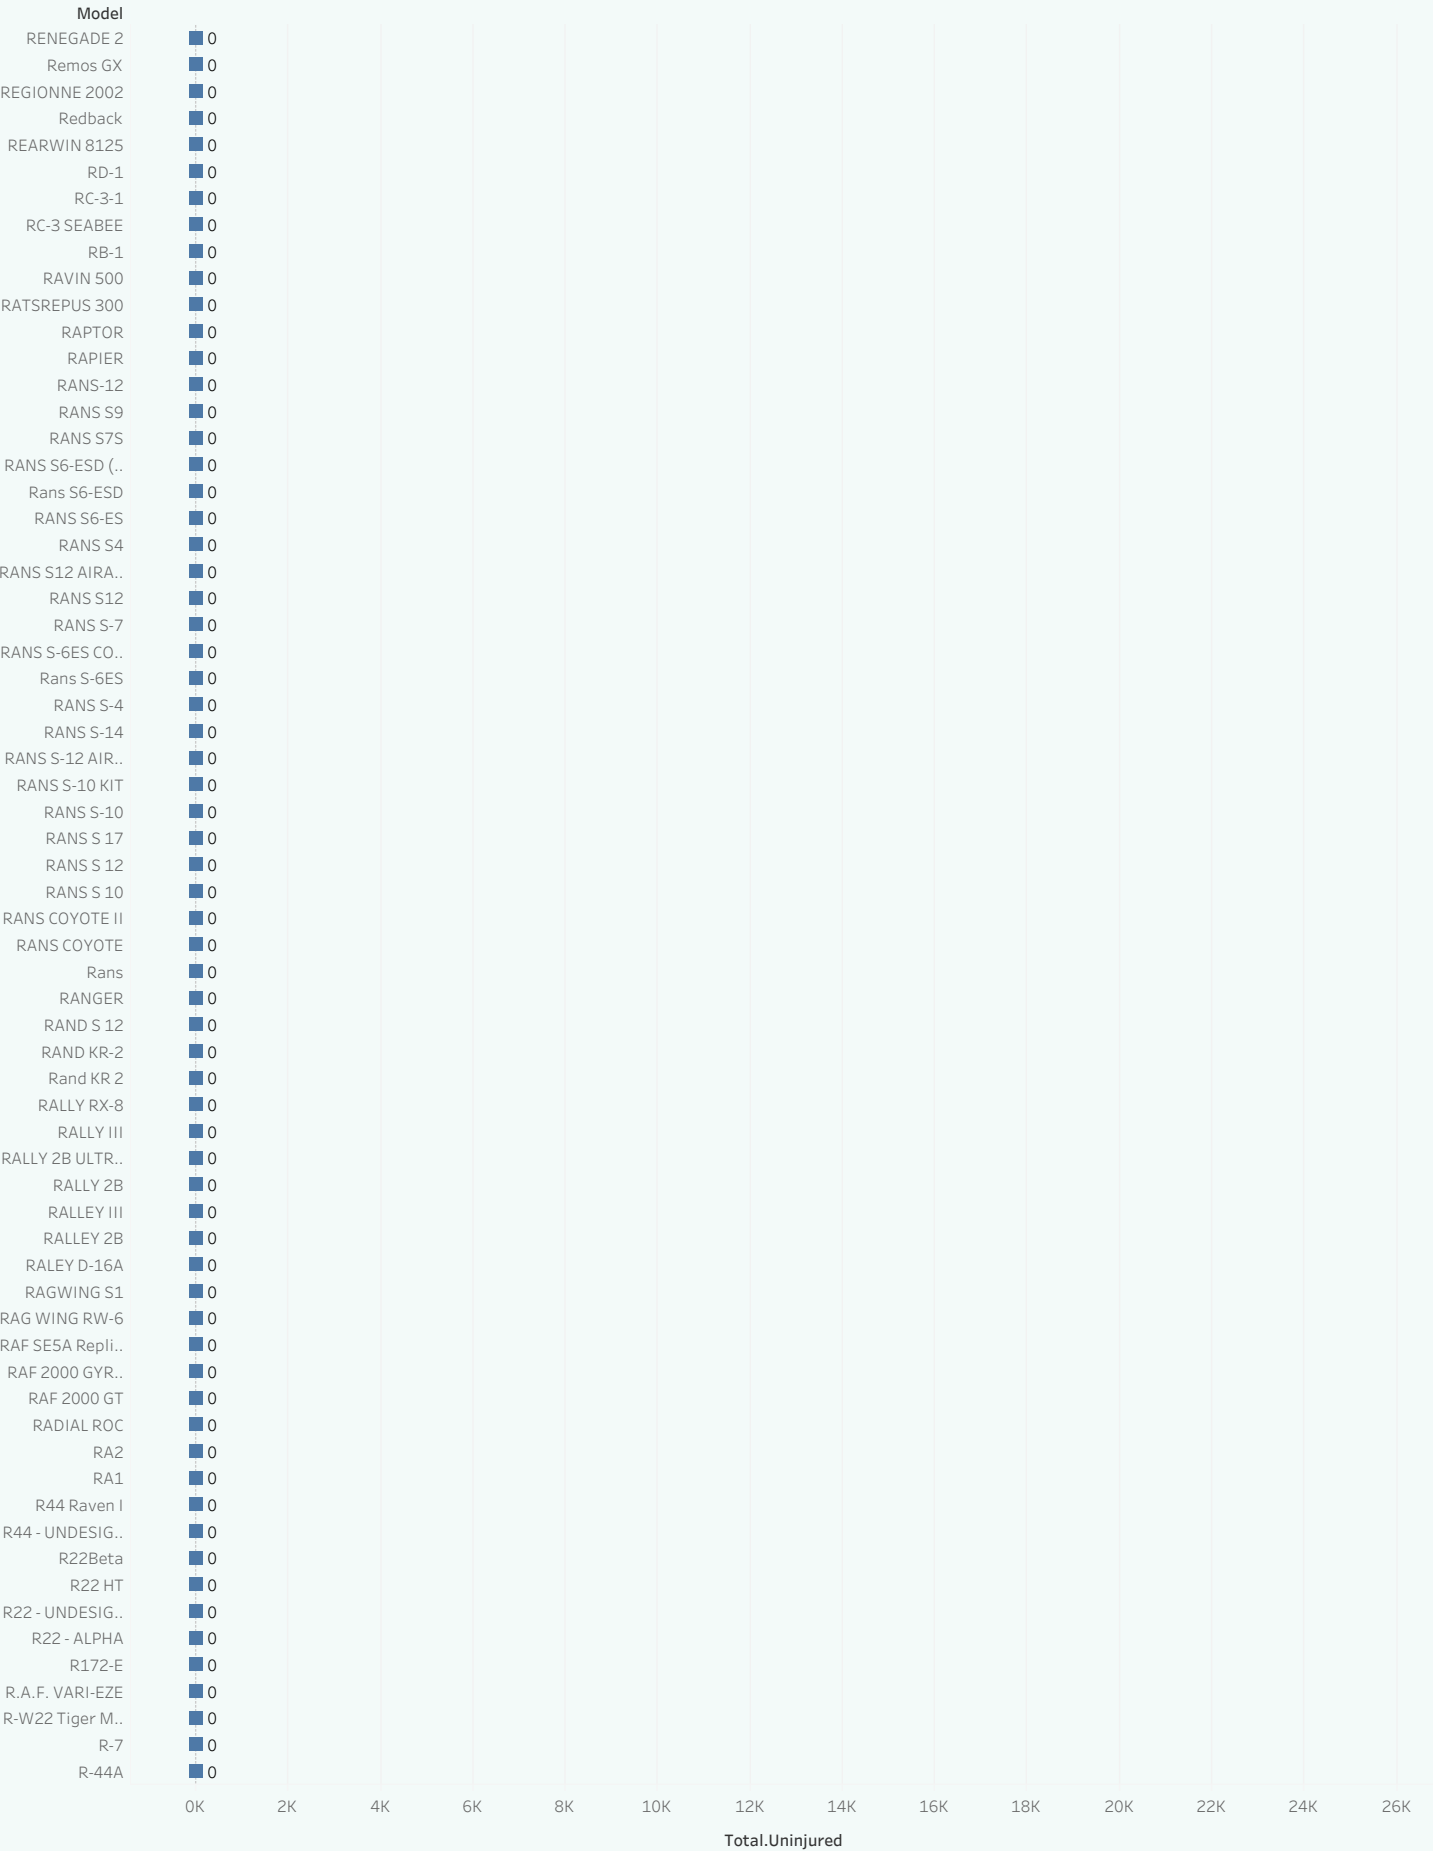 Model
RENEGADE 2 0
Remos GX 0
REGIONNE 2002 0
Redback 0
REARWIN 8125 0
RD-1 0
RC-3-1 0
RC-3 SEABEE 0
RB-1 0
RAVIN 500 0
RATSREPUS 300 0
RAPTOR 0
RAPIER 0
RANS-12 0
RANS S9 0
RANS S7S 0
RANS S6-ESD (.. 0
Rans S6-ESD 0
RANS S6-ES 0
RANS S4 0
RANS S12 AIRA.. 0
RANS S12 0
RANS S-7 0
RANS S-6ES CO.. 0
Rans S-6ES 0
RANS S-4 0
RANS S-14 0
RANS S-12 AIR.. 0
RANS S-10 KIT 0
RANS S-10 0
RANS S 17 0
RANS S 12 0
RANS S 10 0
RANS COYOTE II 0
RANS COYOTE 0
Rans 0
RANGER 0
RAND S 12 0
RAND KR-2 0
Rand KR 2 0
RALLY RX-8 0
RALLY III 0
RALLY 2B ULTR.. 0
RALLY 2B 0
RALLEY III 0
RALLEY 2B 0
RALEY D-16A 0
RAGWING S1 0
RAG WING RW-6 0
RAF SE5A Repli.. 0
RAF 2000 GYR.. 0
RAF 2000 GT 0
RADIAL ROC 0
RA2 0
RA1 0
R44 Raven I 0
R44 - UNDESIG.. 0
R22Beta 0
R22 HT 0
R22 - UNDESIG.. 0
R22 - ALPHA 0
R172-E 0
R.A.F. VARI-EZE 0
R-W22 Tiger M.. 0
R-7 0
R-44A 0
0K 2K 4K 6K 8K 10K 12K 14K 16K 18K 20K 22K 24K 26K
Total.Uninjured